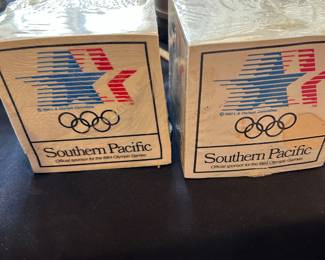 Southern Pacific
Official sponsor for the 1984 Olympic Games
Southern Pacific
Official sponsor for the 1984 Olympic Games